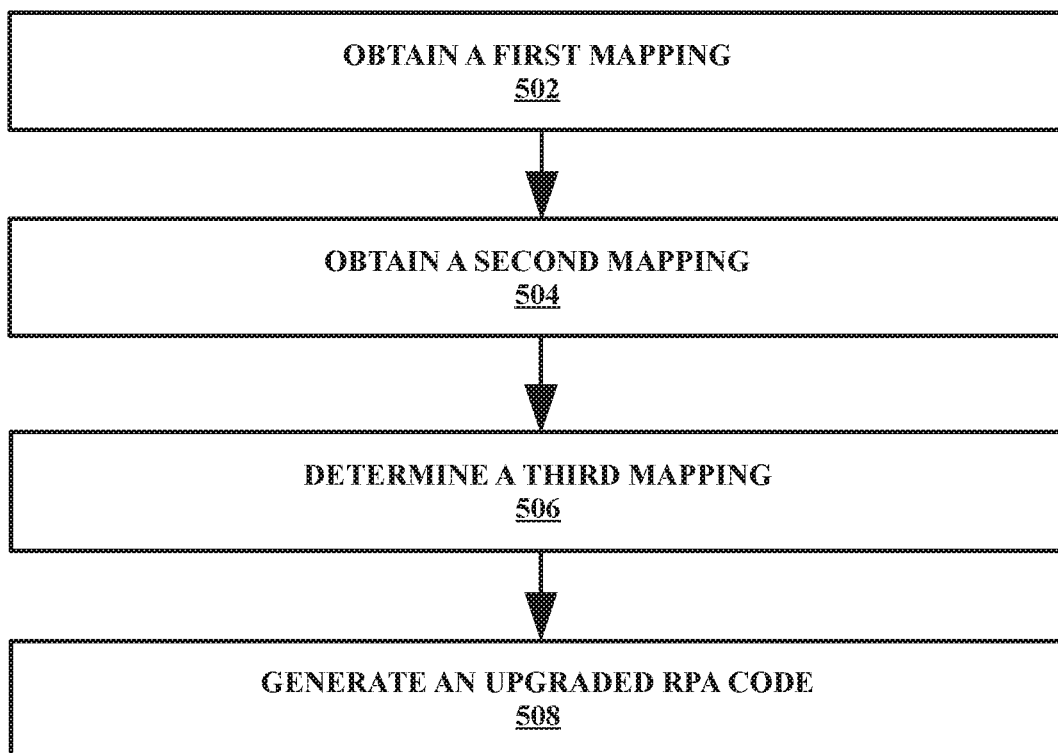 OBTAIN A FIRST MAPPING
502
OBTAIN A SECOND MAPPING
504
DETERMINE A THIRD MAPPING
506
GENERATE AN UPGRADED RPA CODE
508